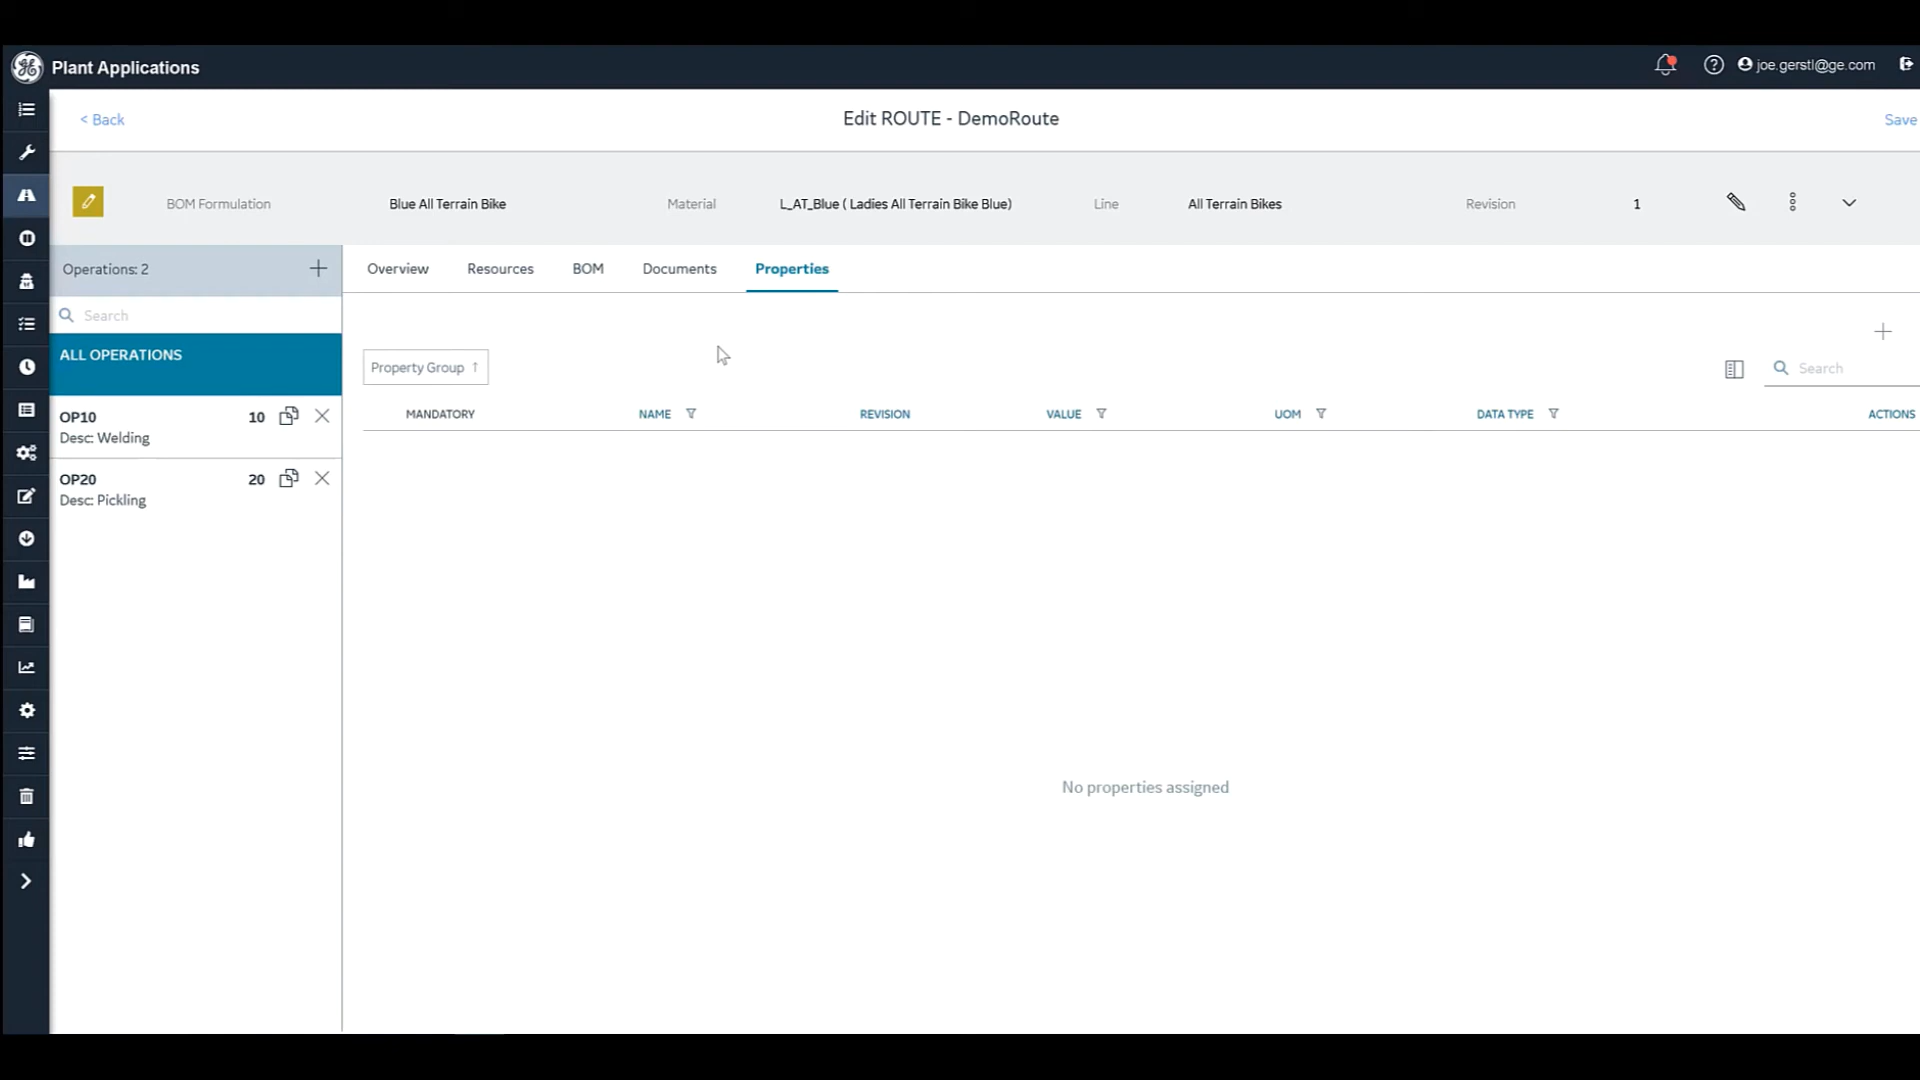 Plant Applications
joe.gerstl@ge.com
< Back
Edit ROUTE - DemoRoute
Save
BOM Formulation
Blue All Terrain Bike
Material
L_AT_Blue ( Ladies All Terrain Bike Blue)
Line
All Terrain Bikes
Revision
1
Operations: 2
Overview
Resources
BOM
Documents
Properties
Search
ALL OPERATIONS
OP10
10
Desc: Welding
OP20
20
Desc: Pickling
Property Group ↑
Search
MANDATORY
NAME
REVISION
VALUE
UOM
DATA TYPE
ACTIONS
No properties assigned